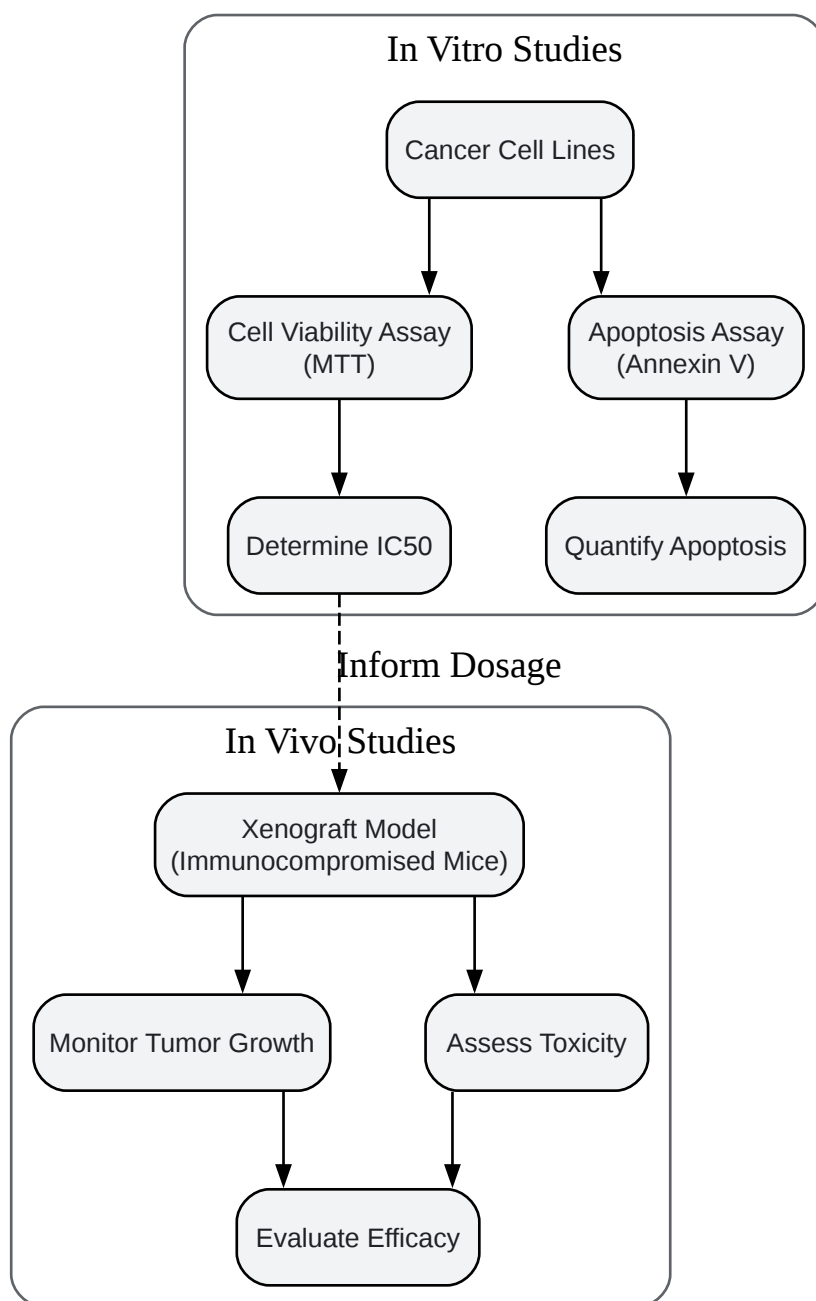 In Vitro Studies
Cancer Cell Lines
Cell Viability Assay
(MTT)
Apoptosis Assay
(Annexin V)
Determine IC50
Quantify Apoptosis
Inform Dosage
In Vivo Studies
Xenograft Model
(Immunocompromised Mice)
Monitor Tumor Growth
Assess Toxicity
Evaluate Efficacy